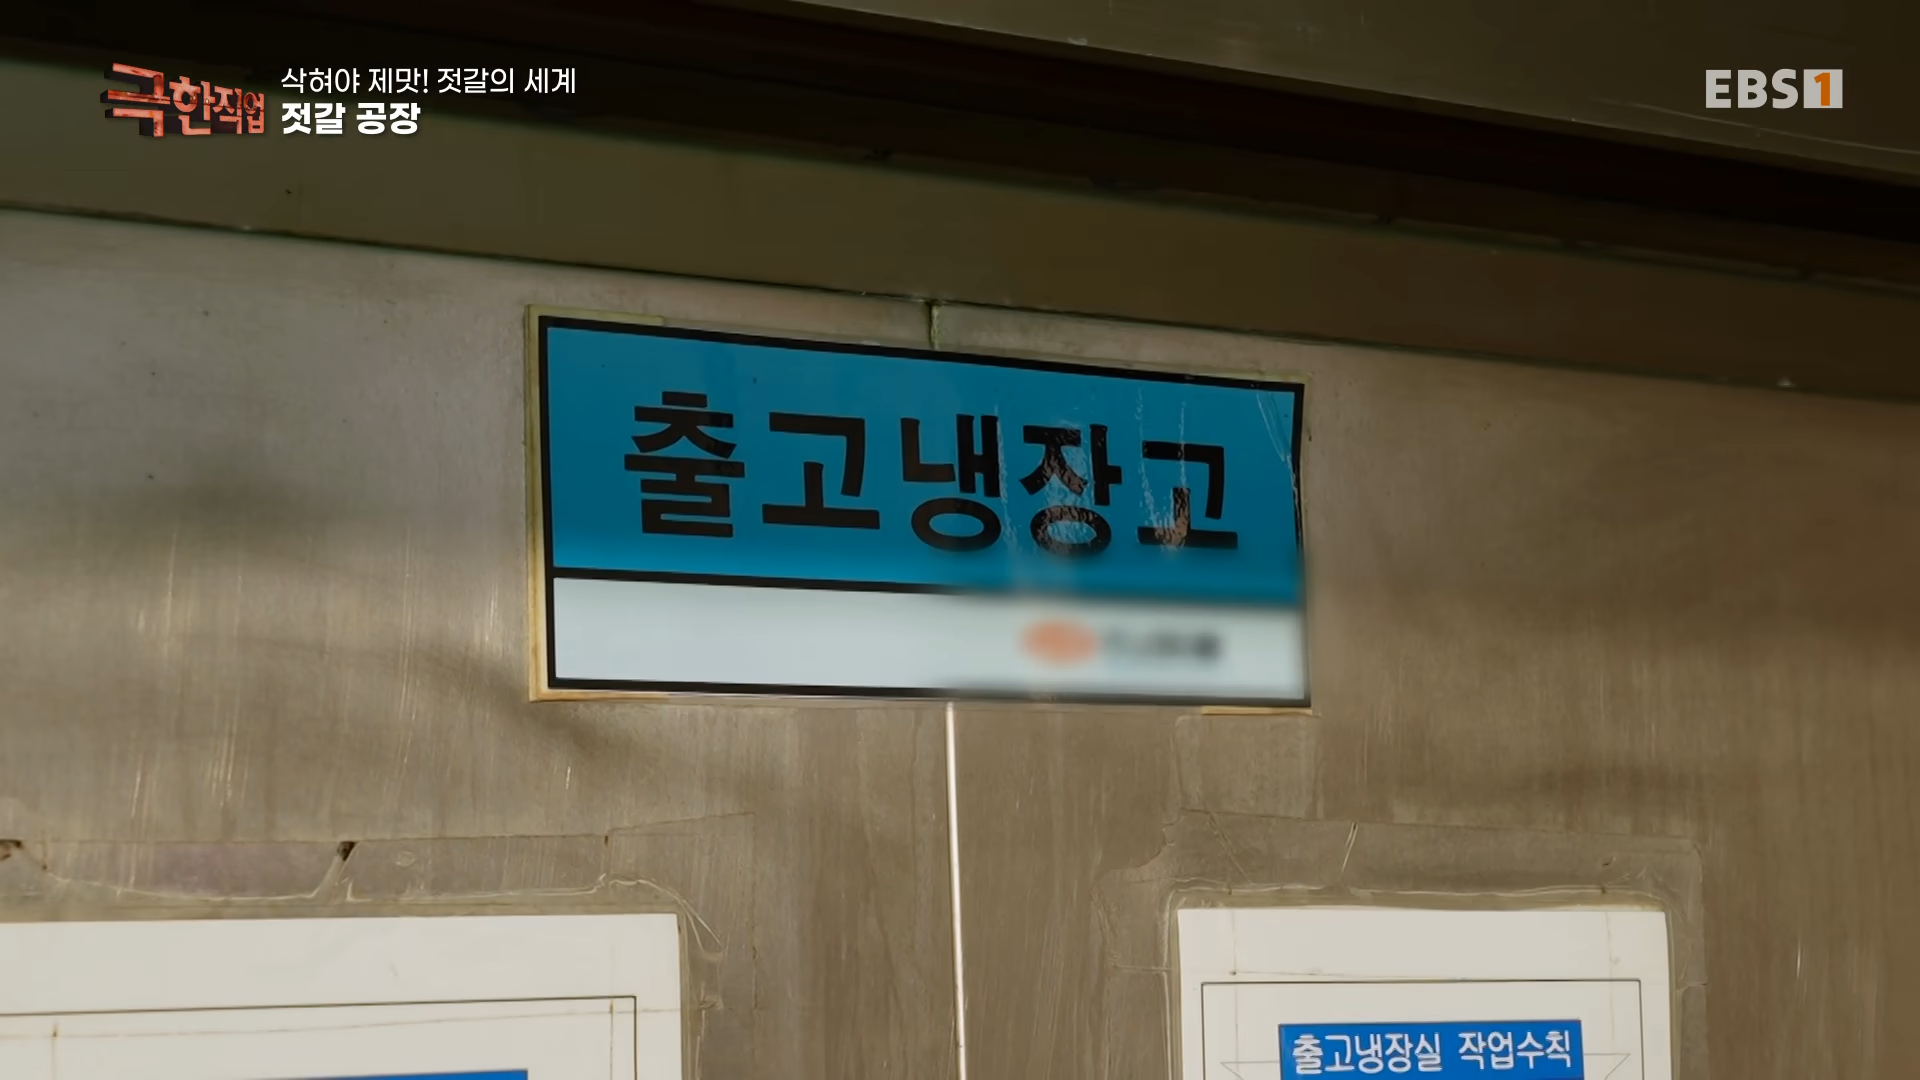 극한직업
삭혀야 제맛! 젓갈의 세계
젓갈 공장
EBS1
출고냉장고
출고냉장실 작업수칙